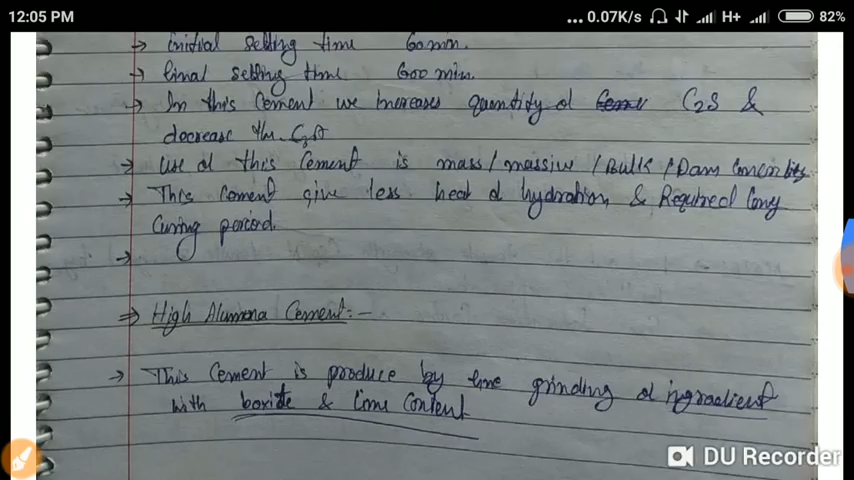 12:05 PM
... 0.07K/s H+ 82%
→ initial setting time 60 min.
→ final setting time 600 min.
→ In this Cement we increases quantity of C2S &
decrease the C3A
→ use of this Cement is mass/massive/Bulk/Dam
→ This cement give less heat of hydration & Required long
Curing period.
→
⇒ High Alumina Cement:-
→ This Cement is produce by fine grinding of ingradient
with boxite & lime Content
DU Recorder